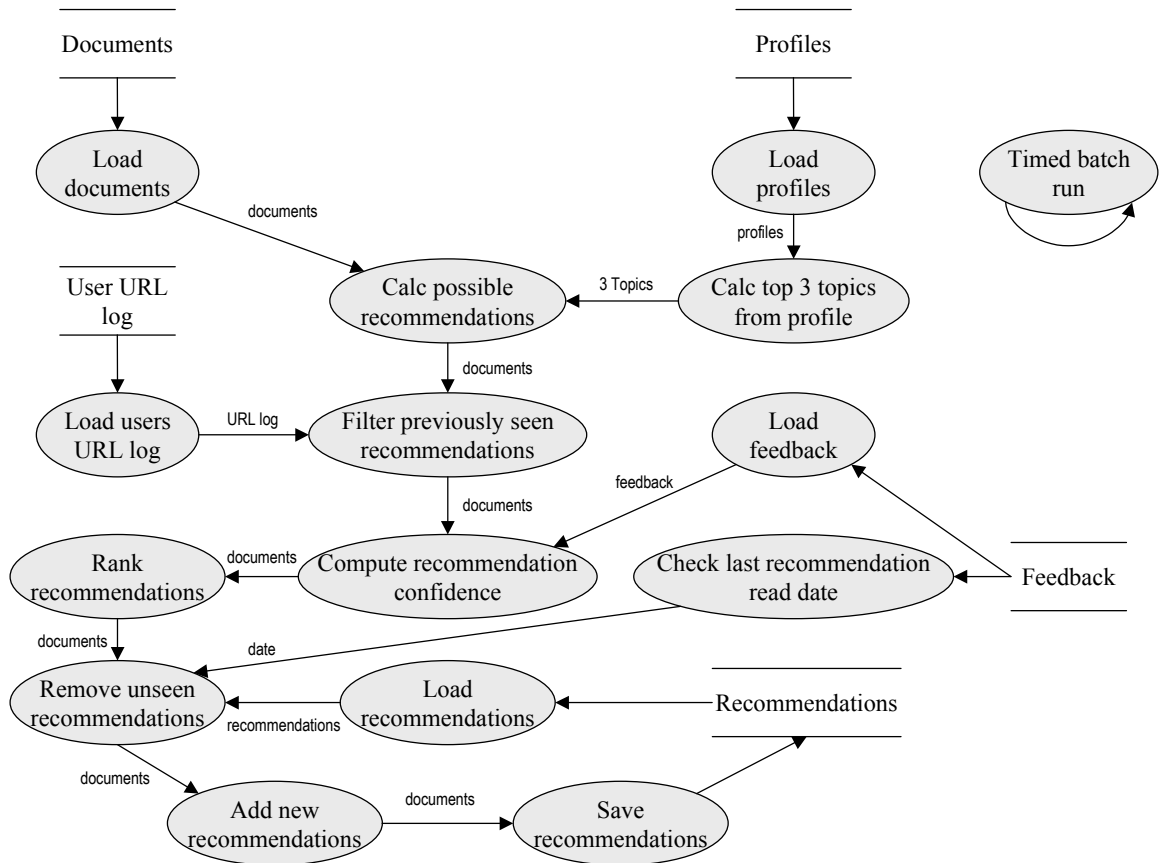 Documents
Profiles
Load
documents
Load
profiles
Timed batch
run
documents
profiles
User URL
log
Calc possible
recommendations
3 Topics
Calc top 3 topics
from profile
documents
Load users
URL log
URL log
Filter previously seen
recommendations
Load
feedback
feedback
documents
Rank
recommendations
documents
Compute recommendation
confidence
Check last recommendation
read date
Feedback
documents
date
Remove unseen
recommendations
recommendations
Load
recommendations
Recommendations
documents
Add new
recommendations
documents
Save
recommendations